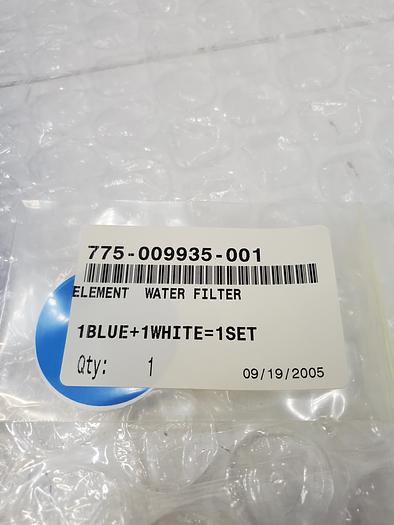 775-009935-001
ELEMENT WATER FILTER
1BLUE+1WHITE=1SET
Qty: 1
09/19/2005